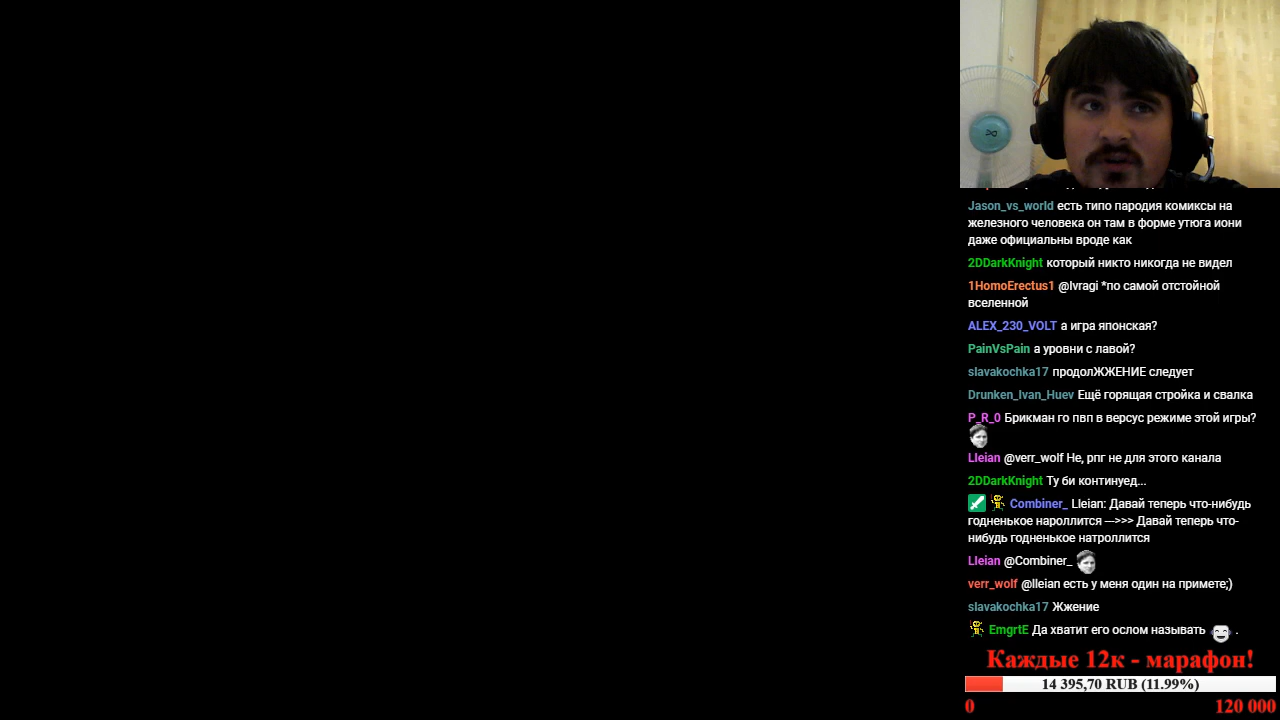 Jason_vs_world есть типо пародия комиксы на
железного человека он там в форме утюга иони
даже официальны вроде как
2DDarkKnight который никто никогда не видел
1HomoErectus1 @Ivragi *по самой отстойной
вселенной
ALEX_230_VOLT а игра японская?
PainVsPain а уровни с лавой?
slavakochka17 продолЖЖЕНИЕ следует
Drunken_Ivan_Huev Ещё горящая стройка и свалка
P_R_0 Брикман го пвп в версус режиме этой игры?
Lleian @verr_wolf Не, рпг не для этого канала
2DDarkKnight Ту би континуед...
Combiner_ Lleian: Давай теперь что-нибудь
годненькое нароллится --->>> Давай теперь что-
нибудь годненькое натроллится
Lleian @Combiner_
verr_wolf @lleian есть у меня один на примете;)
slavakochka17 Жжение
EmgrtE Да хватит его ослом называть .
Каждые 12к - марафон!
14 395,70 RUB (11.99%)
0 120 000